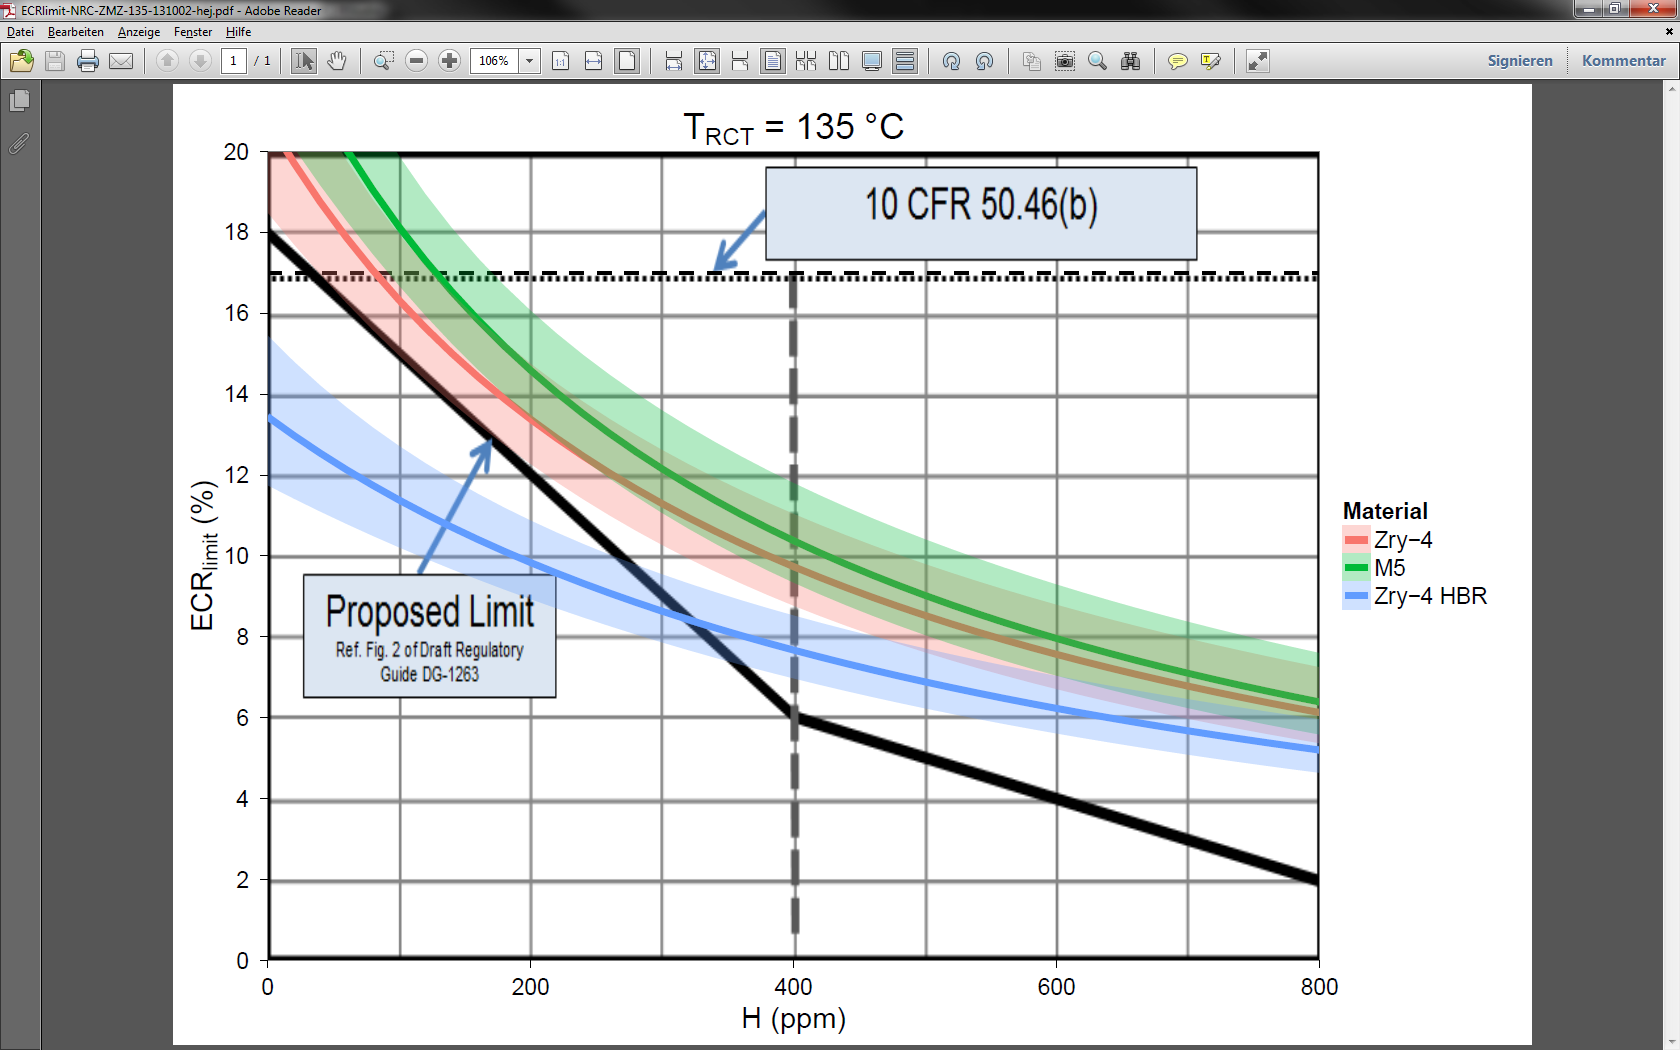 ECRlimit-NRC-ZMZ-135-131002-hej.pdf - Adobe Reader
Datei Bearbeiten Anzeige Fenster Hilfe
1 / 1 106% Signieren Kommentar
T_RCT = 135 °C
20
18
16
14
12
10
8
6
4
2
0
ECR_limit (%)
10 CFR 50.46(b)
Proposed Limit
Ref. Fig. 2 of Draft Regulatory
Guide DG-1263
Material
Zry−4
M5
Zry−4 HBR
0 200 400 600 800
H (ppm)